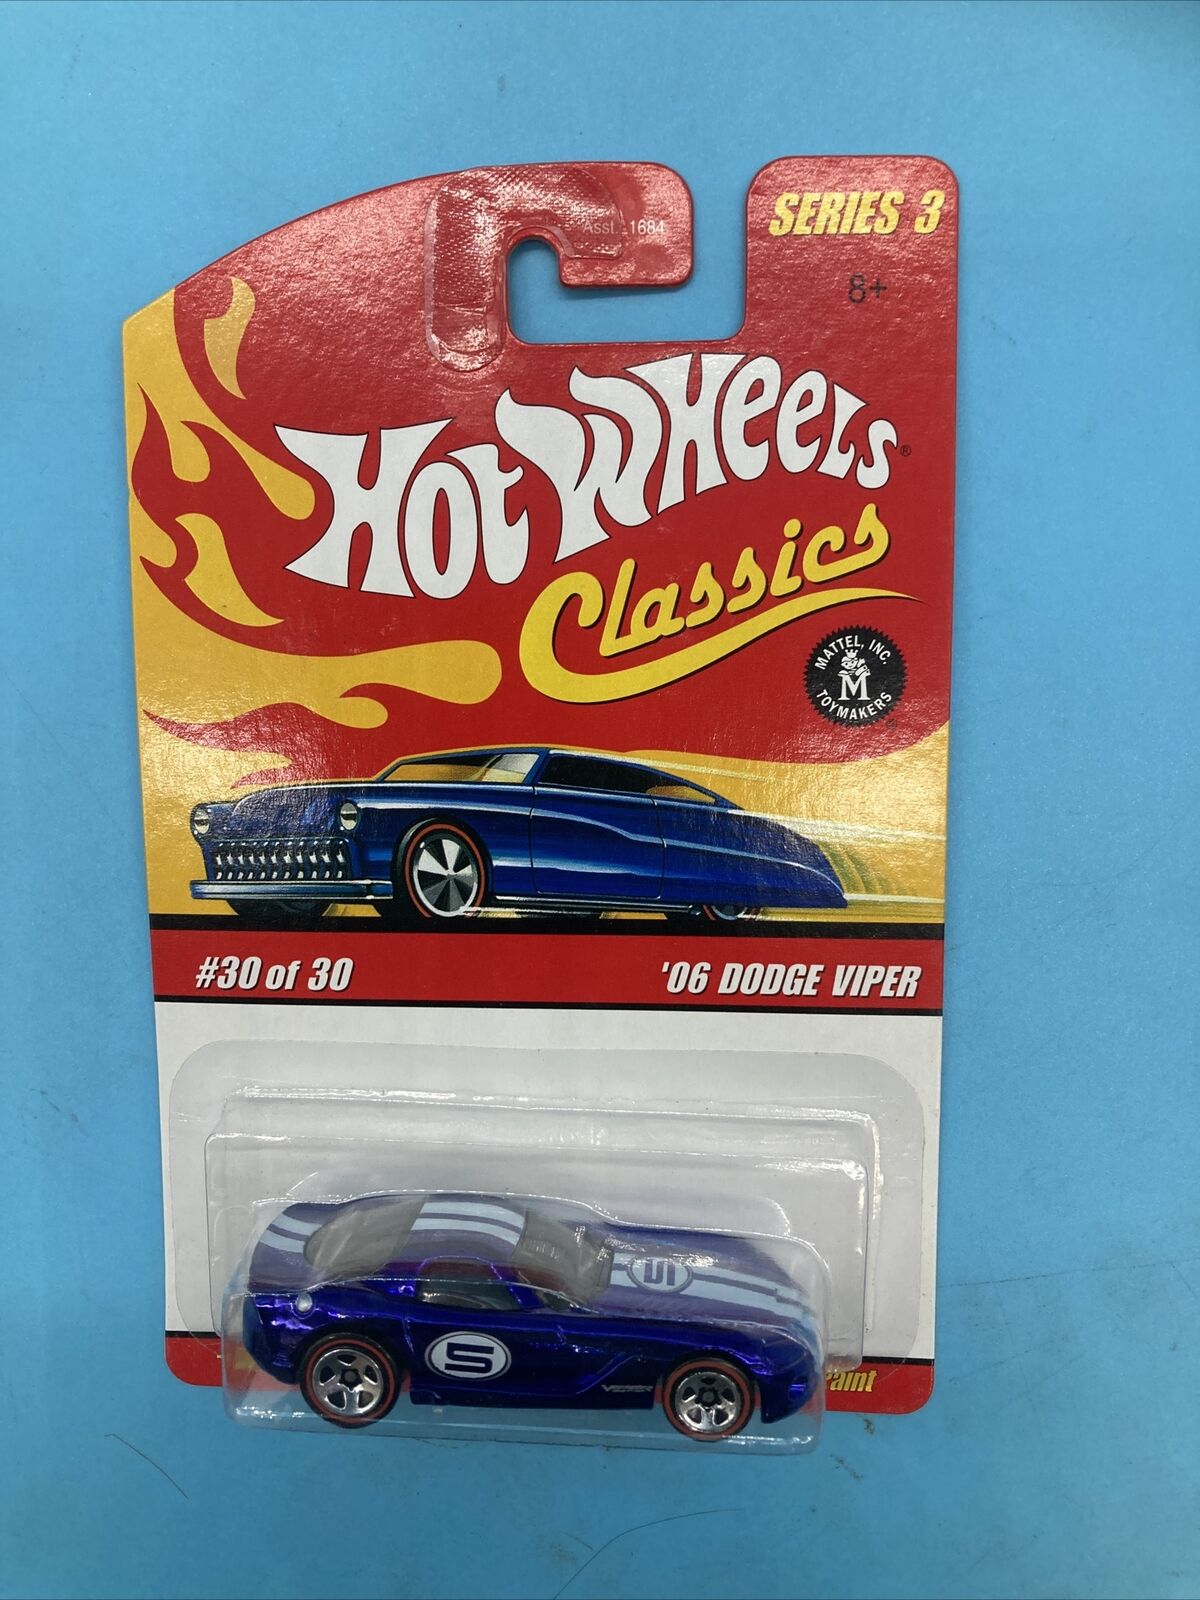 Asst. 1684
SERIES 3
8+
HOT WHEELS®
Classics
MATTEL, INC.
M
TOYMAKERS
#30 of 30
'06 DODGE VIPER
5
5
VIPER